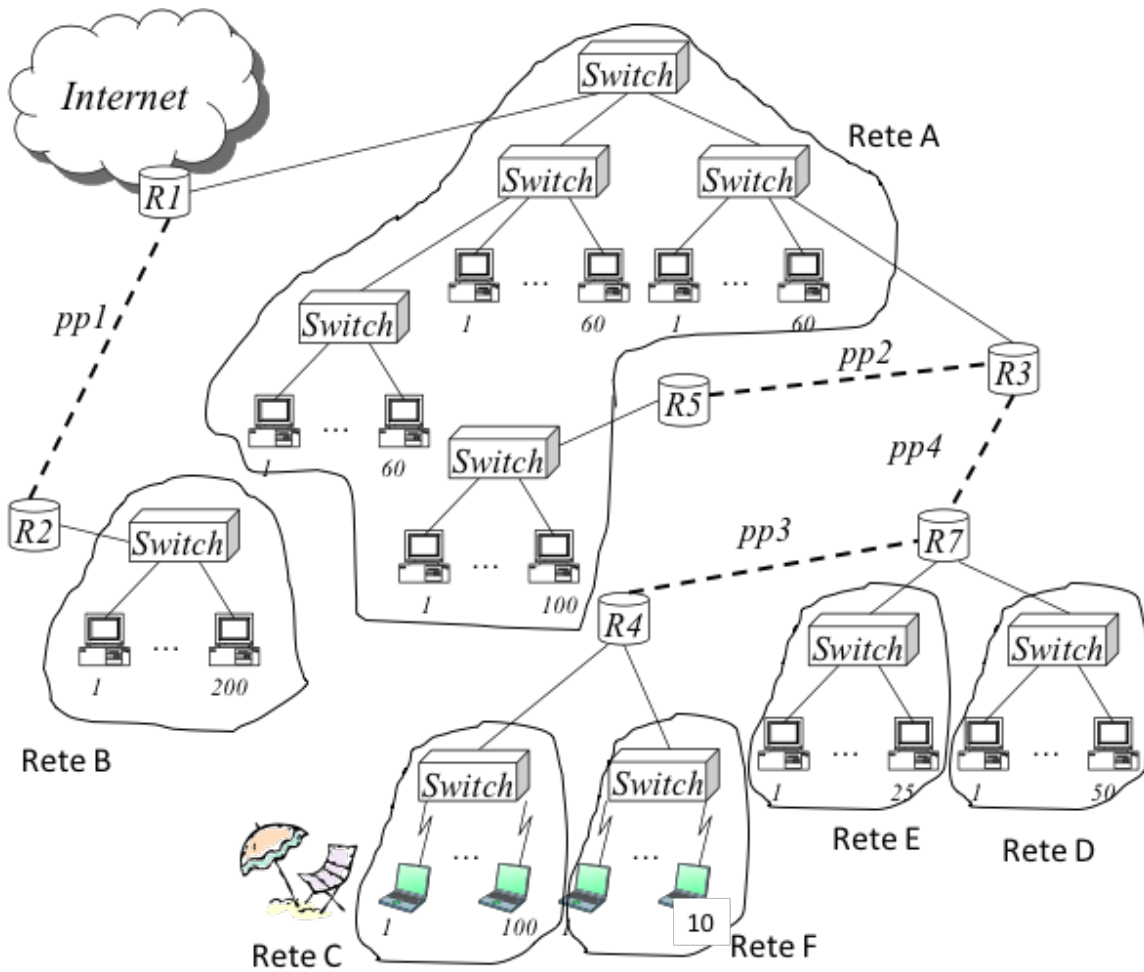 Switch
Internet
Rete A
Switch
Switch
R1
pp1
1
...
60
1
...
60
Switch
pp2
R3
R5
1
...
60
Switch
pp4
R2
Switch
pp3
R7
1
...
100
R4
1
...
200
Switch
Switch
Rete B
Switch
Switch
1
...
25
1
...
50
Rete E
Rete D
...
...
1
100
1
10
Rete C
Rete F